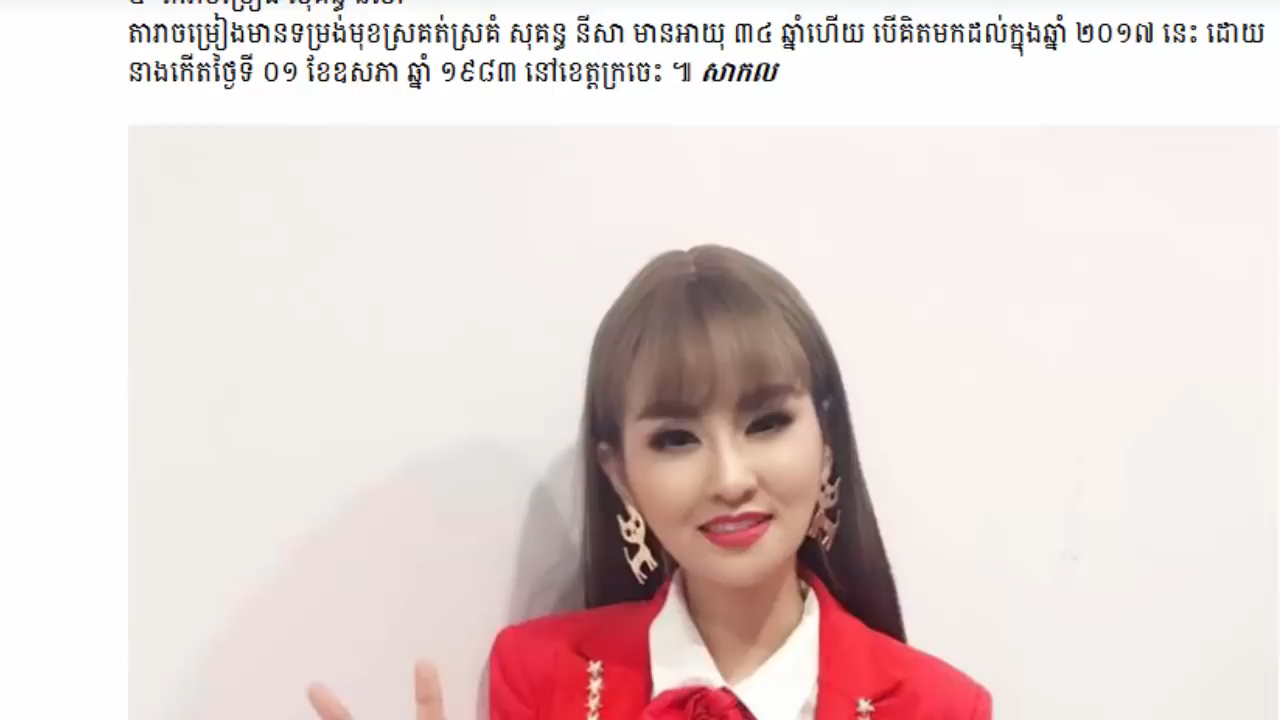 តារាចម្រៀងមានទម្រង់មុខស្រគត់ស្រគំ សុគន្ធ នីសា មានអាយុ ៣៤ ឆ្នាំហើយ បើគិតមកដល់ក្នុងឆ្នាំ ២០១៧ នេះ ដោយ
នាងកើតថ្ងៃទី ០១ ខែឧសភា ឆ្នាំ ១៩៨៣ នៅខេត្តក្រចេះ ៕ សាកល